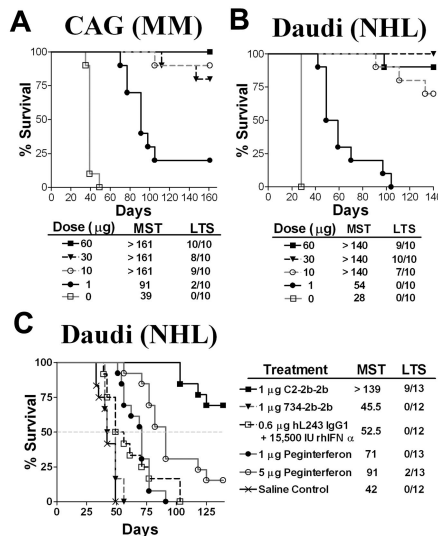 A CAG (MM)
% Survival
100
75
50
25
0
0 20 40 60 80 100 120 140 160
Days
Dose (μg) MST LTS
60 > 161 10/10
30 > 161 8/10
10 > 161 9/10
1 91 2/10
0 39 0/10
B Daudi (NHL)
% Survival
100
75
50
25
0
0 20 40 60 80 100 120 140
Days
Dose (μg) MST LTS
60 > 140 9/10
30 > 140 10/10
10 > 140 7/10
1 54 0/10
0 28 0/10
C Daudi (NHL)
% Survival
100
75
50
25
0
0 25 50 75 100 125
Days
Treatment MST LTS
1 μg C2-2b-2b > 139 9/13
1 μg 734-2b-2b 45.5 0/12
0.6 μg hL243 IgG1
+ 15,500 IU rhIFN α 52.5 0/12
1 μg Peginterferon 71 0/13
5 μg Peginterferon 91 2/13
Saline Control 42 0/12